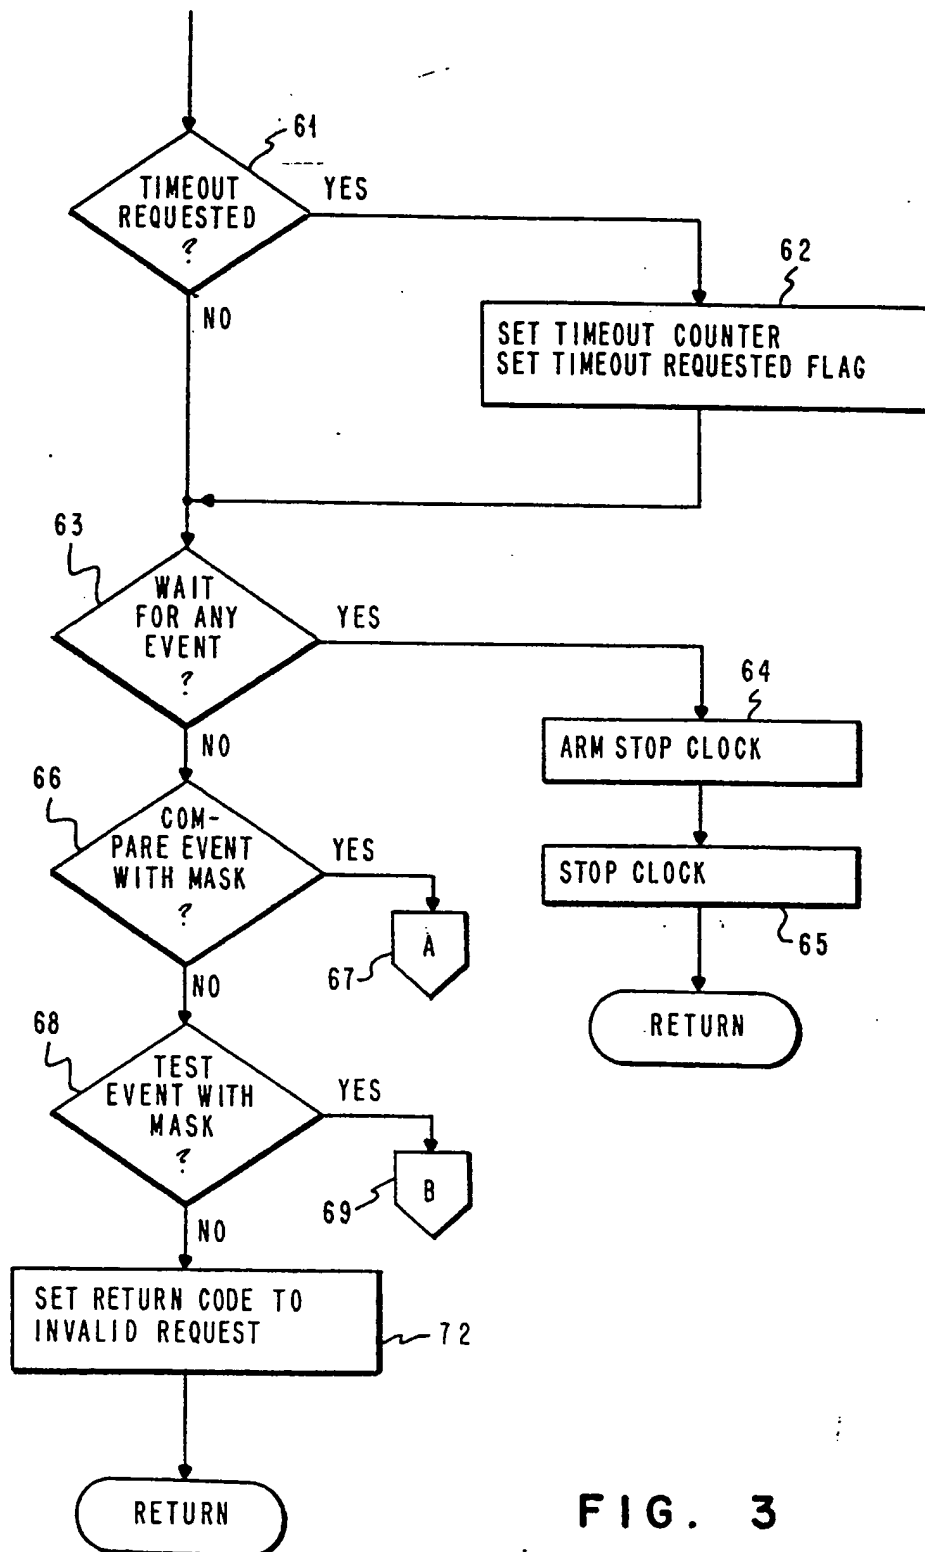 61
TIMEOUT
REQUESTED
?
YES
NO
62
SET TIMEOUT COUNTER
SET TIMEOUT REQUESTED FLAG
63
WAIT
FOR ANY
EVENT
?
YES
NO
64
ARM STOP CLOCK
STOP CLOCK
65
RETURN
66
COM-
PARE EVENT
WITH MASK
?
YES
NO
A
67
68
TEST
EVENT WITH
MASK
?
YES
NO
B
69
SET RETURN CODE TO
INVALID REQUEST
72
RETURN
FIG. 3